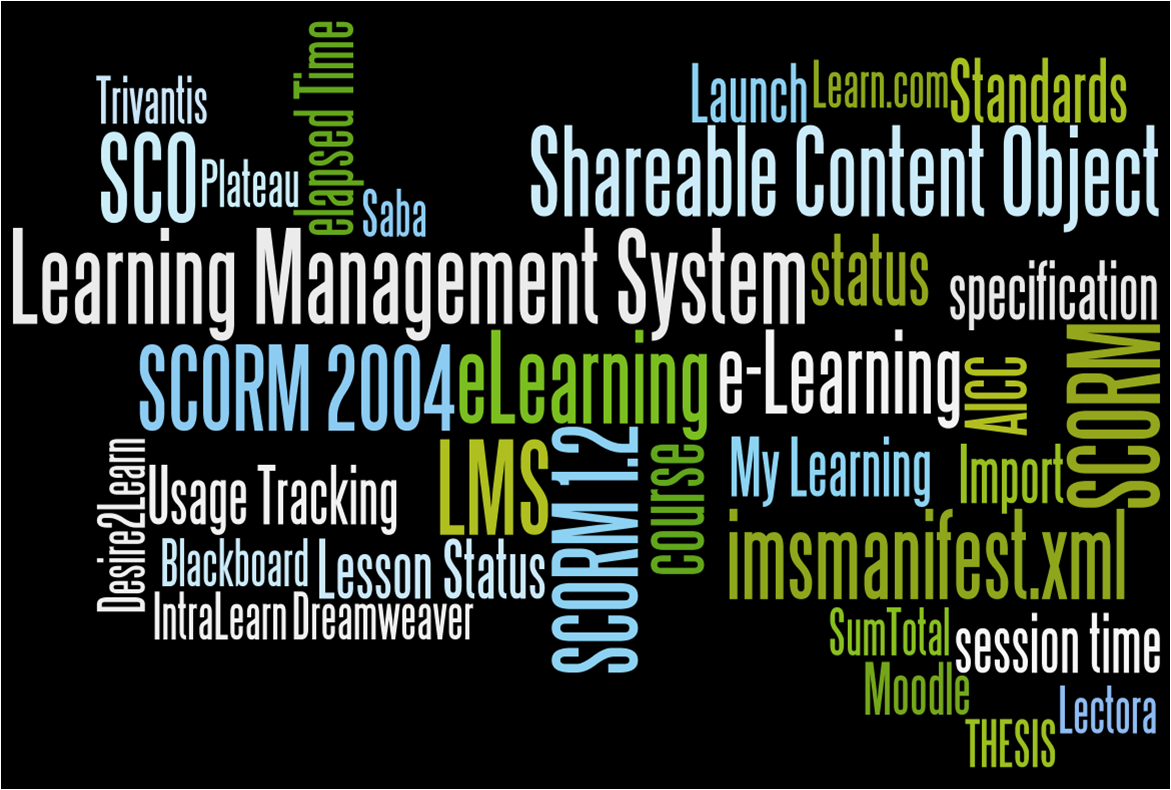 elapsed Time
Trivantis
Launch
Learn.com
Standards
SCO
Plateau
Saba
Shareable Content Object
Learning Management System
status
specification
SCORM 2004
eLearning
e-Learning
AICC
SCORM
Desire2Learn
Usage Tracking
LMS
SCORM 1.2
course
My Learning
Import
Blackboard
Lesson Status
imsmanifest.xml
IntraLearn
Dreamweaver
SumTotal
session time
Moodle
Lectora
THESIS